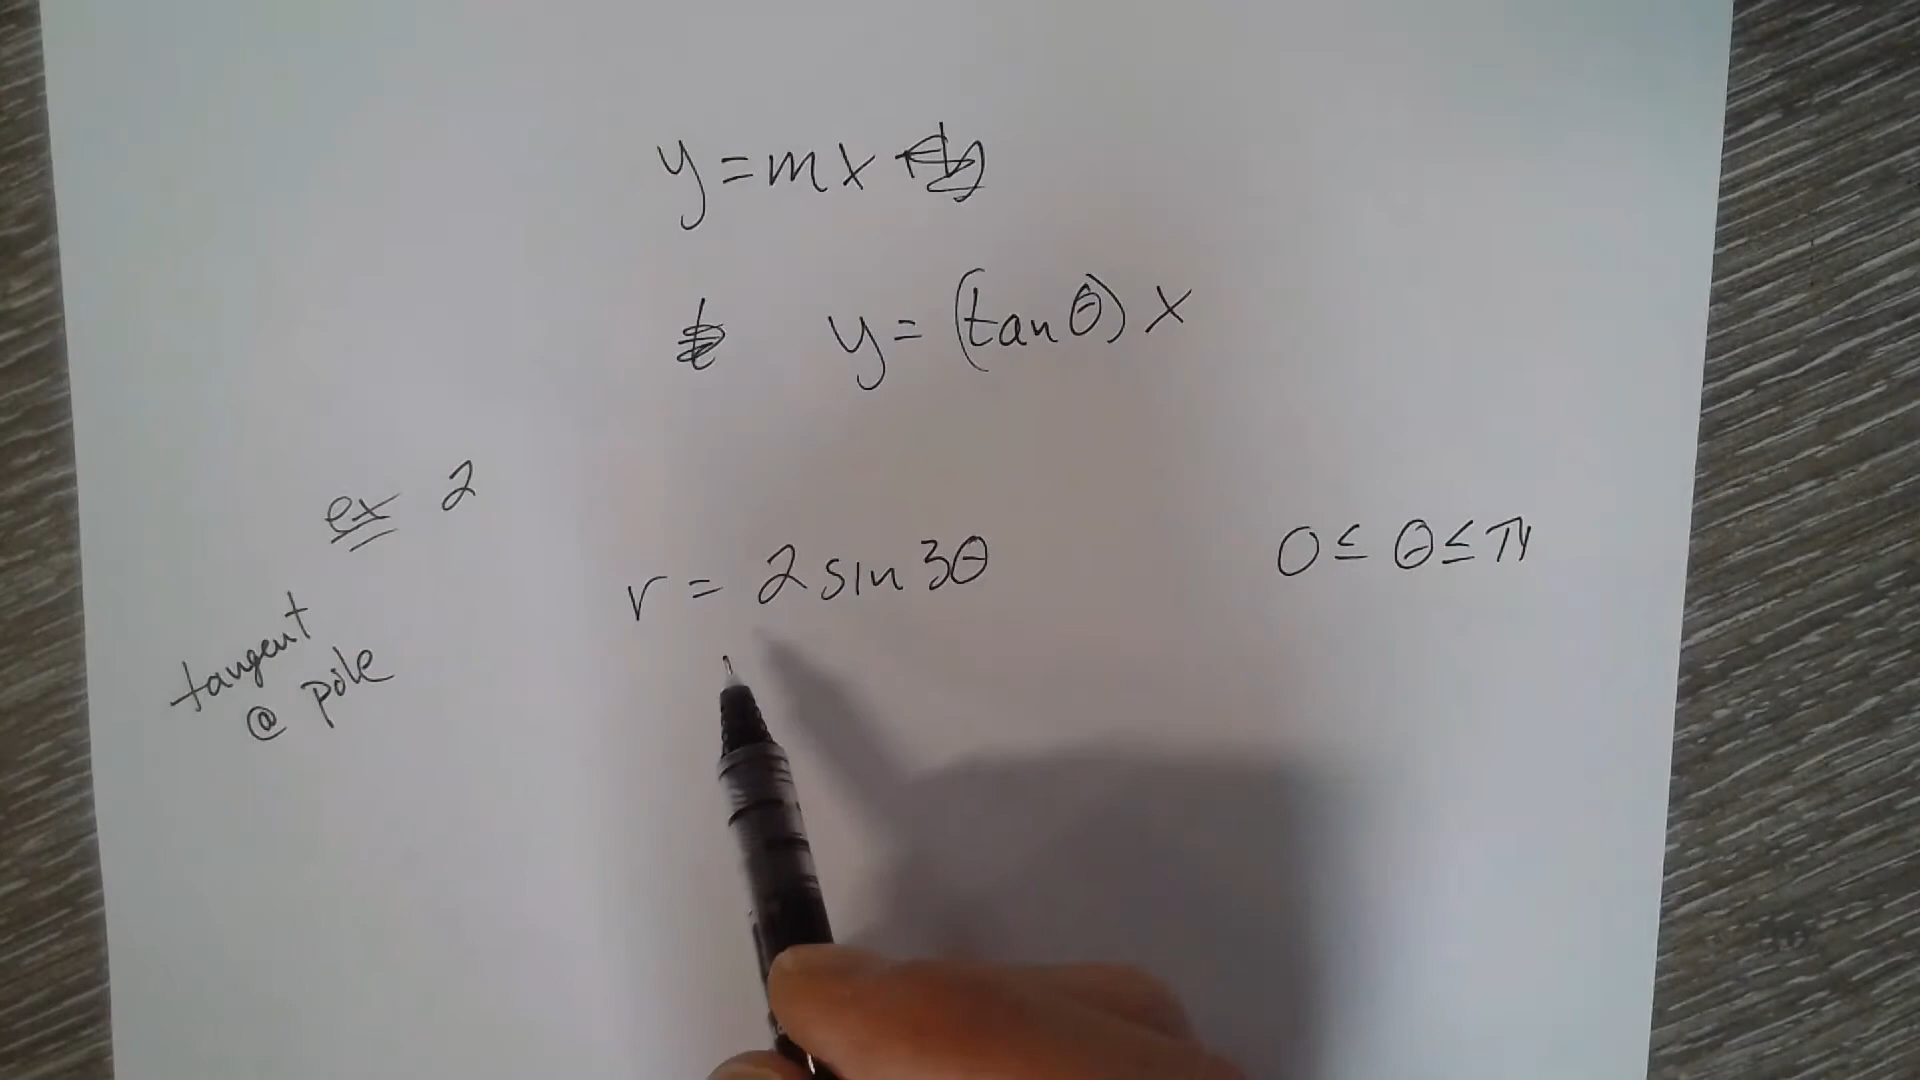 y = mx
y = (tan θ) x
ex 2
r = 2 sin 3θ
0 ≤ θ ≤ π
tangent
@ pole